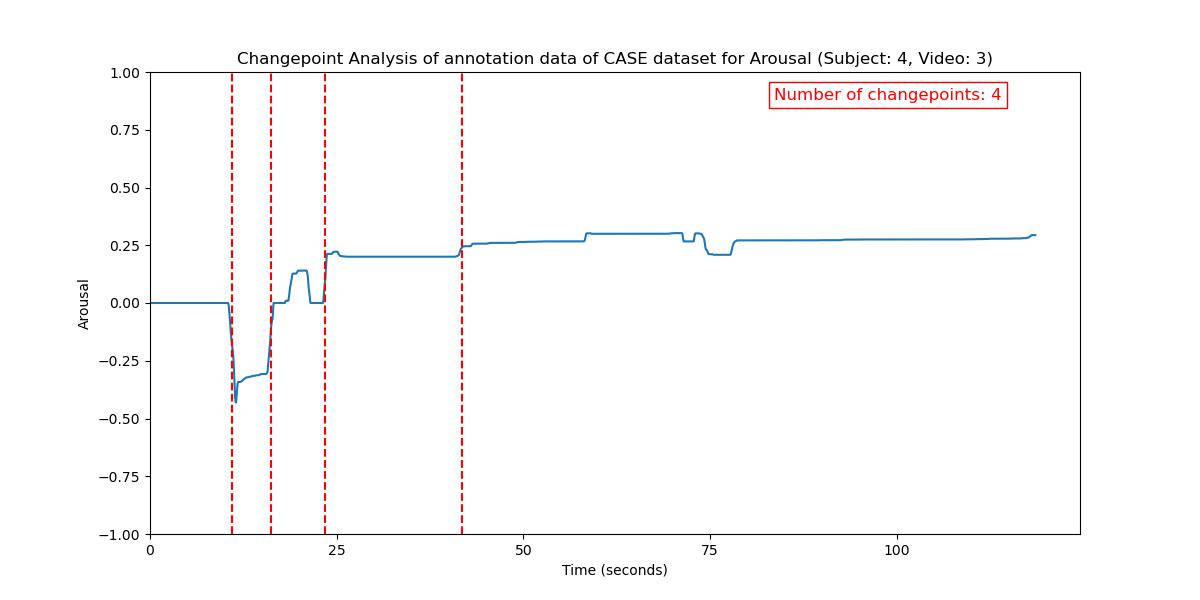 Changepoint Analysis of annotation data of CASE dataset for Arousal (Subject: 4, Video: 3)
Number of changepoints: 4
1.00
0.75
0.50
0.25
0.00
−0.25
−0.50
−0.75
−1.00
Arousal
0 25 50 75 100
Time (seconds)